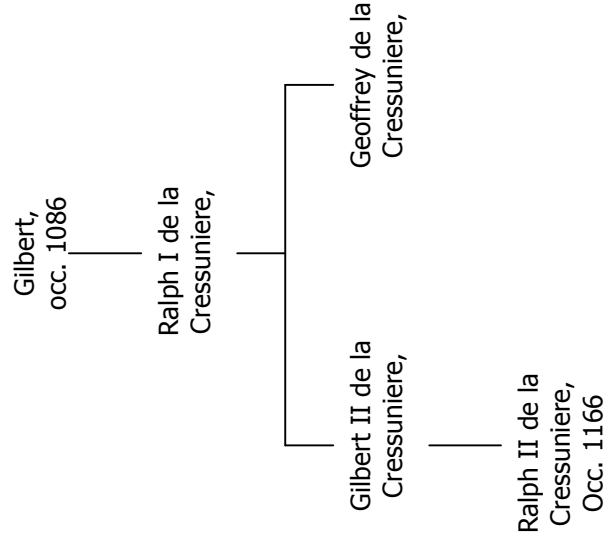 Gilbert,
occ. 1086
Ralph I de la
Cressuniere,
Gilbert II de la
Cressuniere,
Geoffrey de la
Cressuniere,
Ralph II de la
Cressuniere,
Occ. 1166